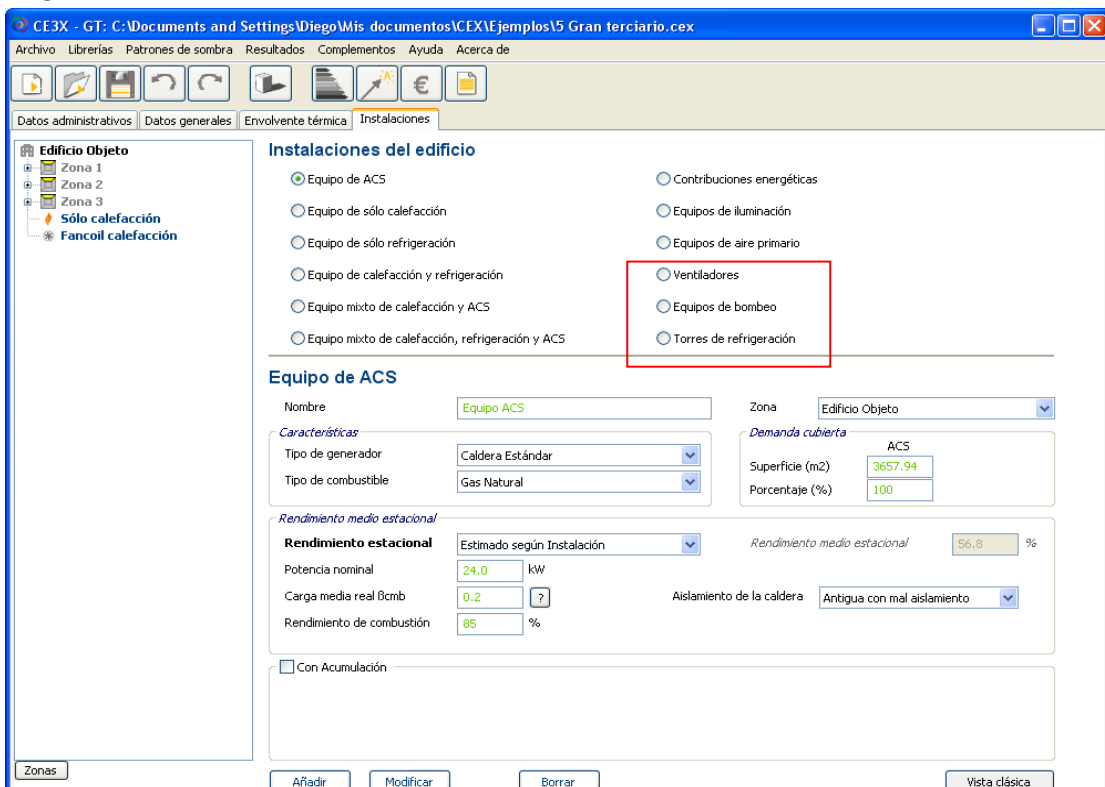 CE3X - GT: C:\Documents and Settings\Diego\Mis documentos\CEX\Ejemplos\5 Gran terciario.cex
Archivo Librerías Patrones de sombra Resultados Complementos Ayuda Acerca de
Datos administrativos Datos generales Envolvente térmica Instalaciones
Edificio Objeto
Zona 1
Zona 2
Zona 3
Sólo calefacción
Fancoil calefacción
Zonas
Instalaciones del edificio
Equipo de ACS Contribuciones energéticas
Equipo de sólo calefacción Equipos de iluminación
Equipo de sólo refrigeración Equipos de aire primario
Equipo de calefacción y refrigeración Ventiladores
Equipo mixto de calefacción y ACS Equipos de bombeo
Equipo mixto de calefacción, refrigeración y ACS Torres de refrigeración
Equipo de ACS
Nombre Equipo ACS Zona Edificio Objeto
Características Demanda cubierta
ACS
Tipo de generador Caldera Estándar Superficie (m2) 3657.94
Tipo de combustible Gas Natural Porcentaje (%) 100
Rendimiento medio estacional
Rendimiento estacional Estimado según Instalación Rendimiento medio estacional 56.8 %
Potencia nominal 24.0 kW
Carga media real βcmb 0.2 ? Aislamiento de la caldera Antigua con mal aislamiento
Rendimiento de combustión 85 %
Con Acumulación
Añadir Modificar Borrar Vista clásica